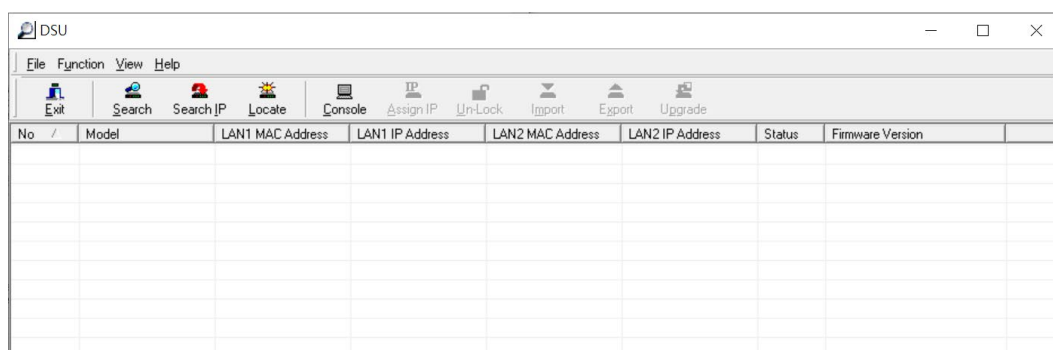 DSU
File Function View Help
Exit Search Search IP Locate Console Assign IP Un-Lock Import Export Upgrade
No Model LAN1 MAC Address LAN1 IP Address LAN2 MAC Address LAN2 IP Address Status Firmware Version